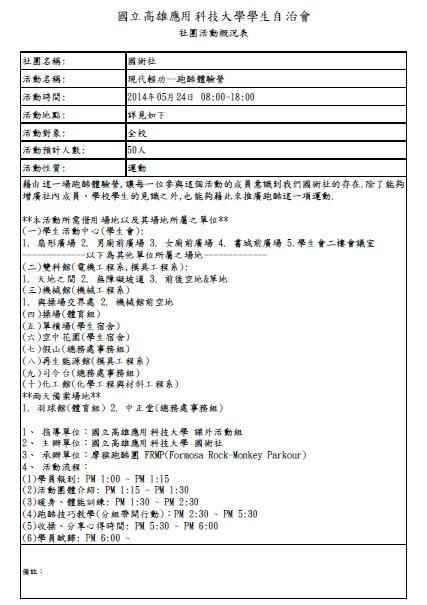 國立高雄應用科技大學學生自治會
社團活動概況表
社團名稱: 國術社
活動名稱: 現代輕功--跑酷體驗營
活動時間: 2014年05月24日 08:00-18:00
活動地點: 詳見如下
活動對象: 全校
活動預計人數: 50人
活動性質: 運動
藉由這一場跑酷體驗營,讓每一位參與這個活動的成員意識到我們國術社的存在.除了能夠
增廣社內成員、學校學生的見識之外,也能夠藉此來推廣跑酷這一項運動.
**本活動所需借用場地以及其場地所屬之單位**
(一)學生活動中心(學生會):
1. 扇形廣場 2. 男廁前廣場 3. 女廁前廣場 4. 書城前廣場 5.學生會二樓會議室
-------------以下為其他單位所屬之場地-------------
(二)雙科館(電機工程系,模具工程系):
1. 天地之間 2. 無障礙坡道 3. 前後空地&草地
(三)機械館(機械工程系)
1. 與操場交界處 2. 機械館前空地
(四)操場(體育組)
(五)單槓場(學生宿舍)
(六)空中花園(學生宿舍)
(七)假山(總務處事務組)
(八)再生能源館(模具工程系)
(九)司令台(總務處事務組)
(十)化工館(化學工程與材料工程系)
**雨天備案場地**
1. 羽球館(體育組) 2. 中正堂(總務處事務組)
1、 指導單位：國立高雄應用科技大學 課外活動組
2、 主辦單位：國立高雄應用科技大學 國術社
3、 承辦單位：摩猴跑酷團 FRMP(Formosa Rock-Monkey Parkour)
4、 活動流程：
(1)學員報到: PM 1:00 ~ PM 1:15
(2)活動團體介紹: PM 1:15 ~ PM 1:30
(3)暖身、體能訓練: PM 1:30 ~ PM 2:30
(4)跑酷技巧教學(分組帶開行動)：PM 2:30 ~ PM 5:30
(5)收操、分享心得時間: PM 5:30 ~ PM 6:00
(6)學員賦歸: PM 6:00 ~
備註：